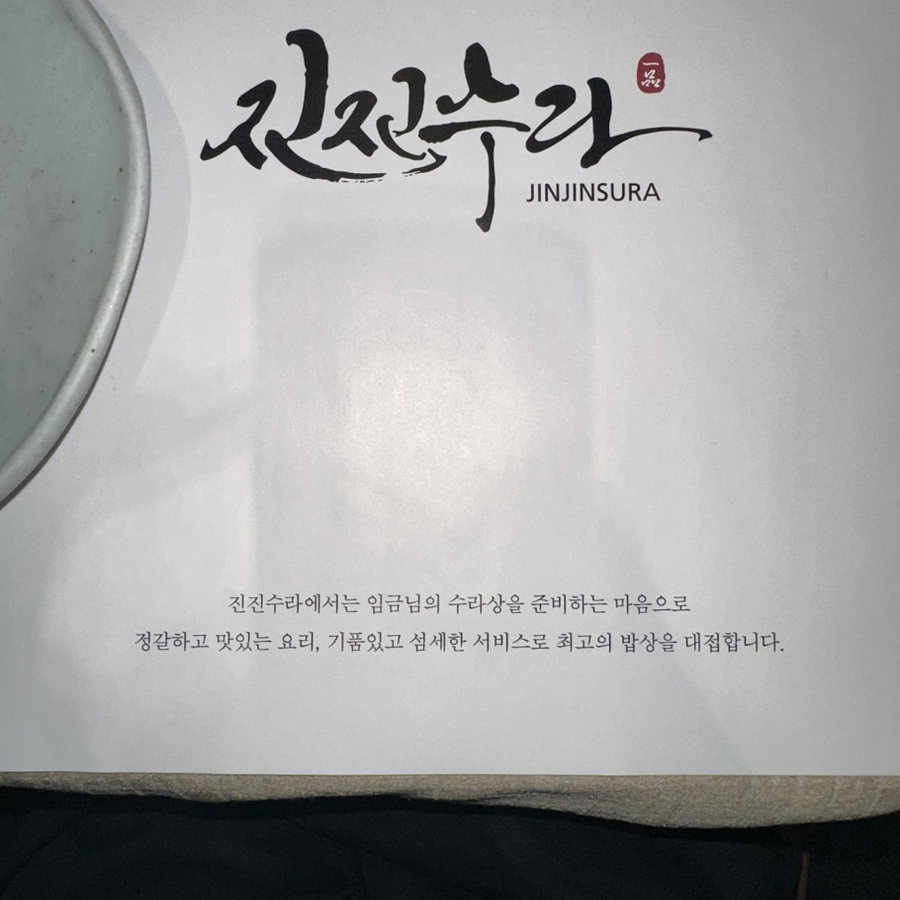 진진수라
一品
JINJINSURA
진진수라에서는 임금님의 수라상을 준비하는 마음으로
정갈하고 맛있는 요리, 기품있고 섬세한 서비스로 최고의 밥상을 대접합니다.